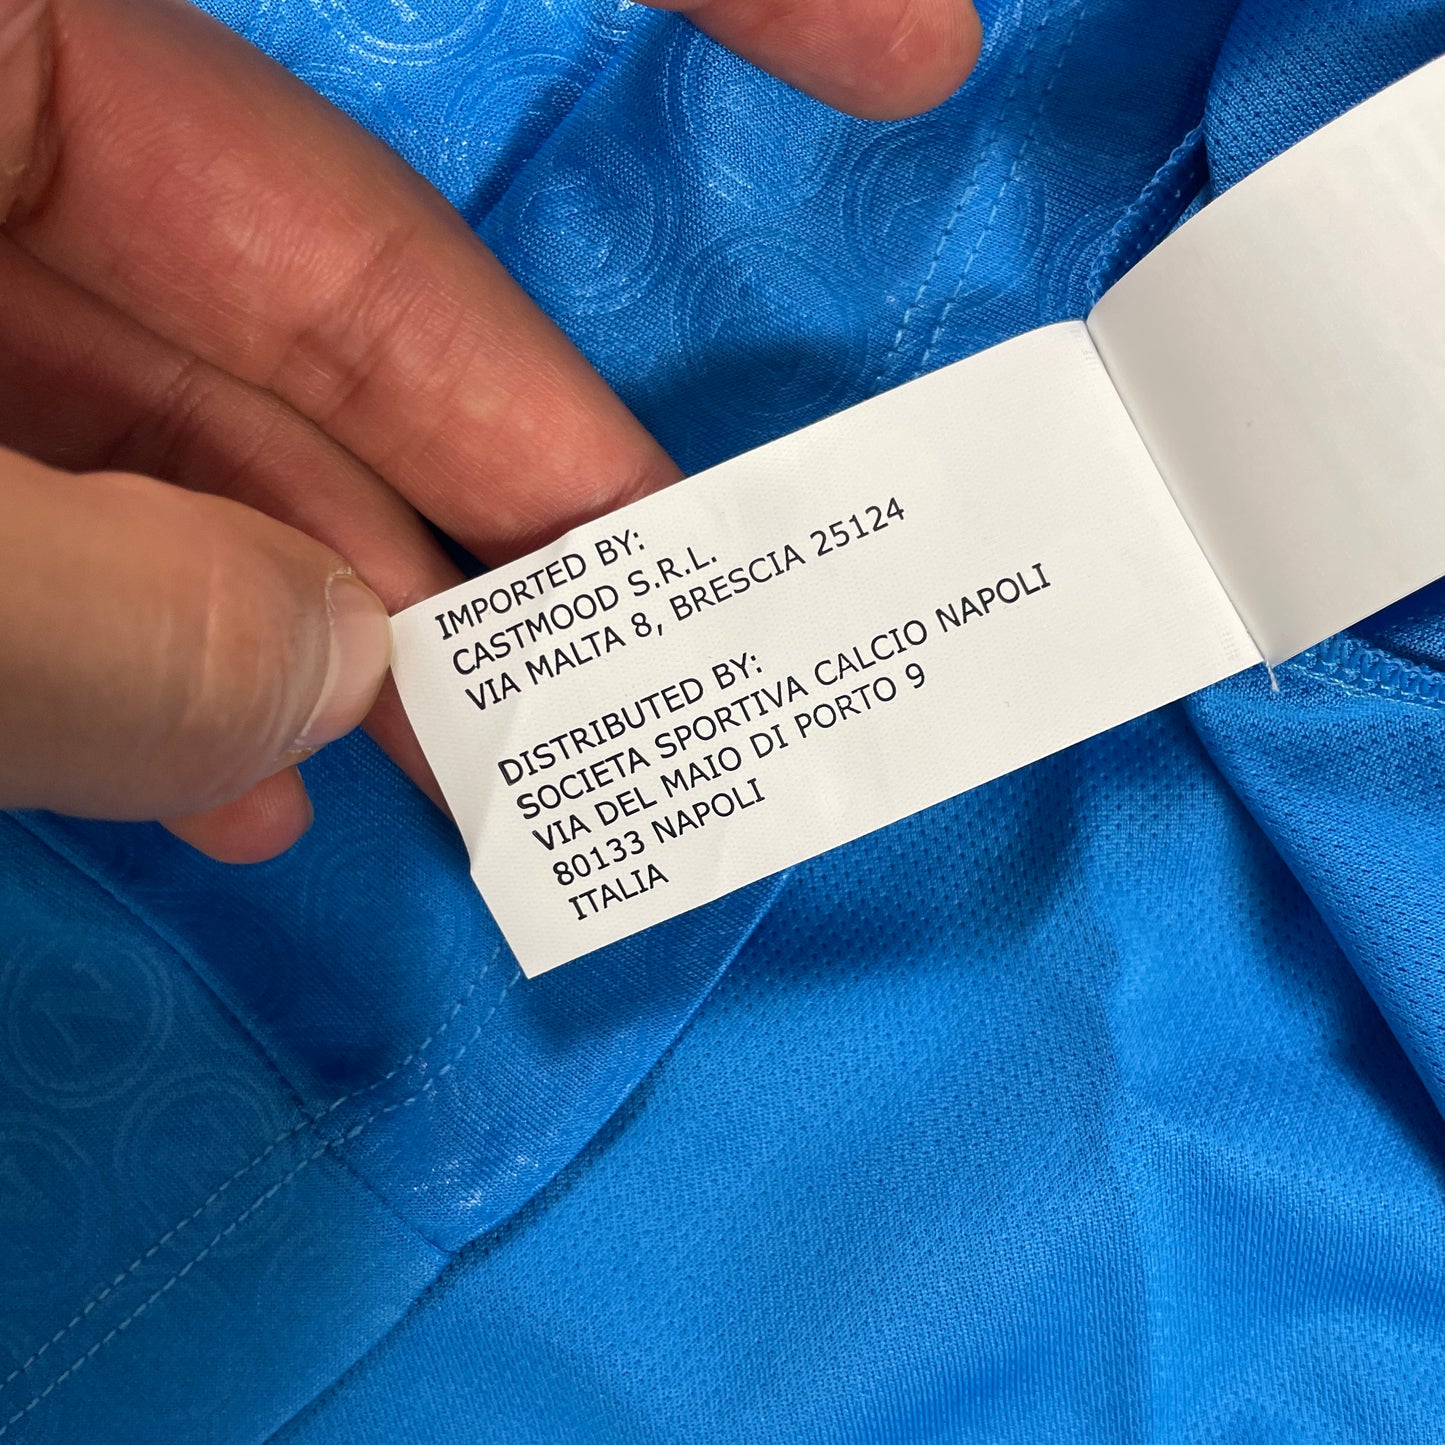 IMPORTED BY:
CASTMOOD S.R.L.
VIA MALTA 8, BRESCIA 25124
DISTRIBUTED BY:
SOCIETA SPORTIVA CALCIO NAPOLI
VIA DEL MAIO DI PORTO 9
80133 NAPOLI
ITALIA
N